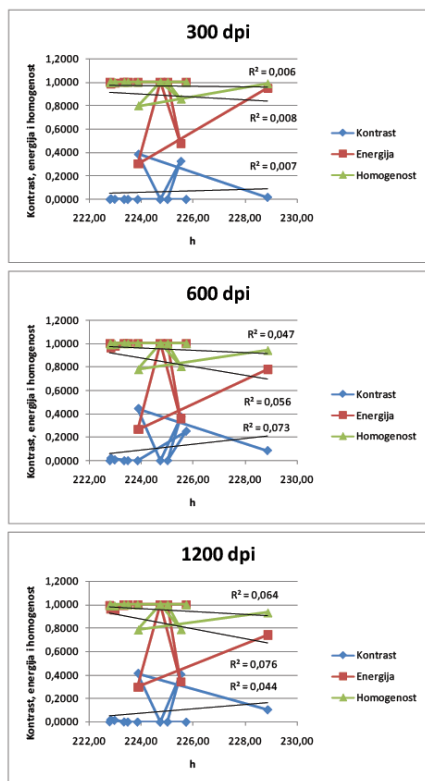 300 dpi
Kontrast, energija i homogenost
1,2000
1,0000
0,8000
0,6000
0,4000
0,2000
0,0000
R² = 0,006
R² = 0,008
R² = 0,007
Kontrast
Energija
Homogenost
222,00 224,00 226,00 228,00 230,00
h
600 dpi
Kontrast, energija i homogenost
1,2000
1,0000
0,8000
0,6000
0,4000
0,2000
0,0000
R² = 0,047
R² = 0,056
R² = 0,073
Kontrast
Energija
Homogenost
222,00 224,00 226,00 228,00 230,00
h
1200 dpi
Kontrast, energija i homogenost
1,2000
1,0000
0,8000
0,6000
0,4000
0,2000
0,0000
R² = 0,064
R² = 0,076
R² = 0,044
Kontrast
Energija
Homogenost
222,00 224,00 226,00 228,00 230,00
h